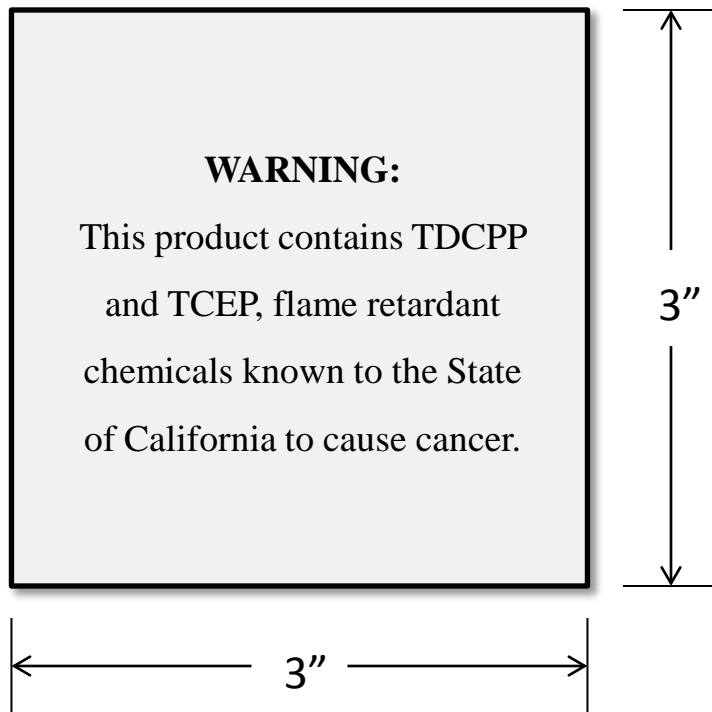 WARNING:
This product contains TDCPP
and TCEP, flame retardant
chemicals known to the State
of California to cause cancer.
3”
3”